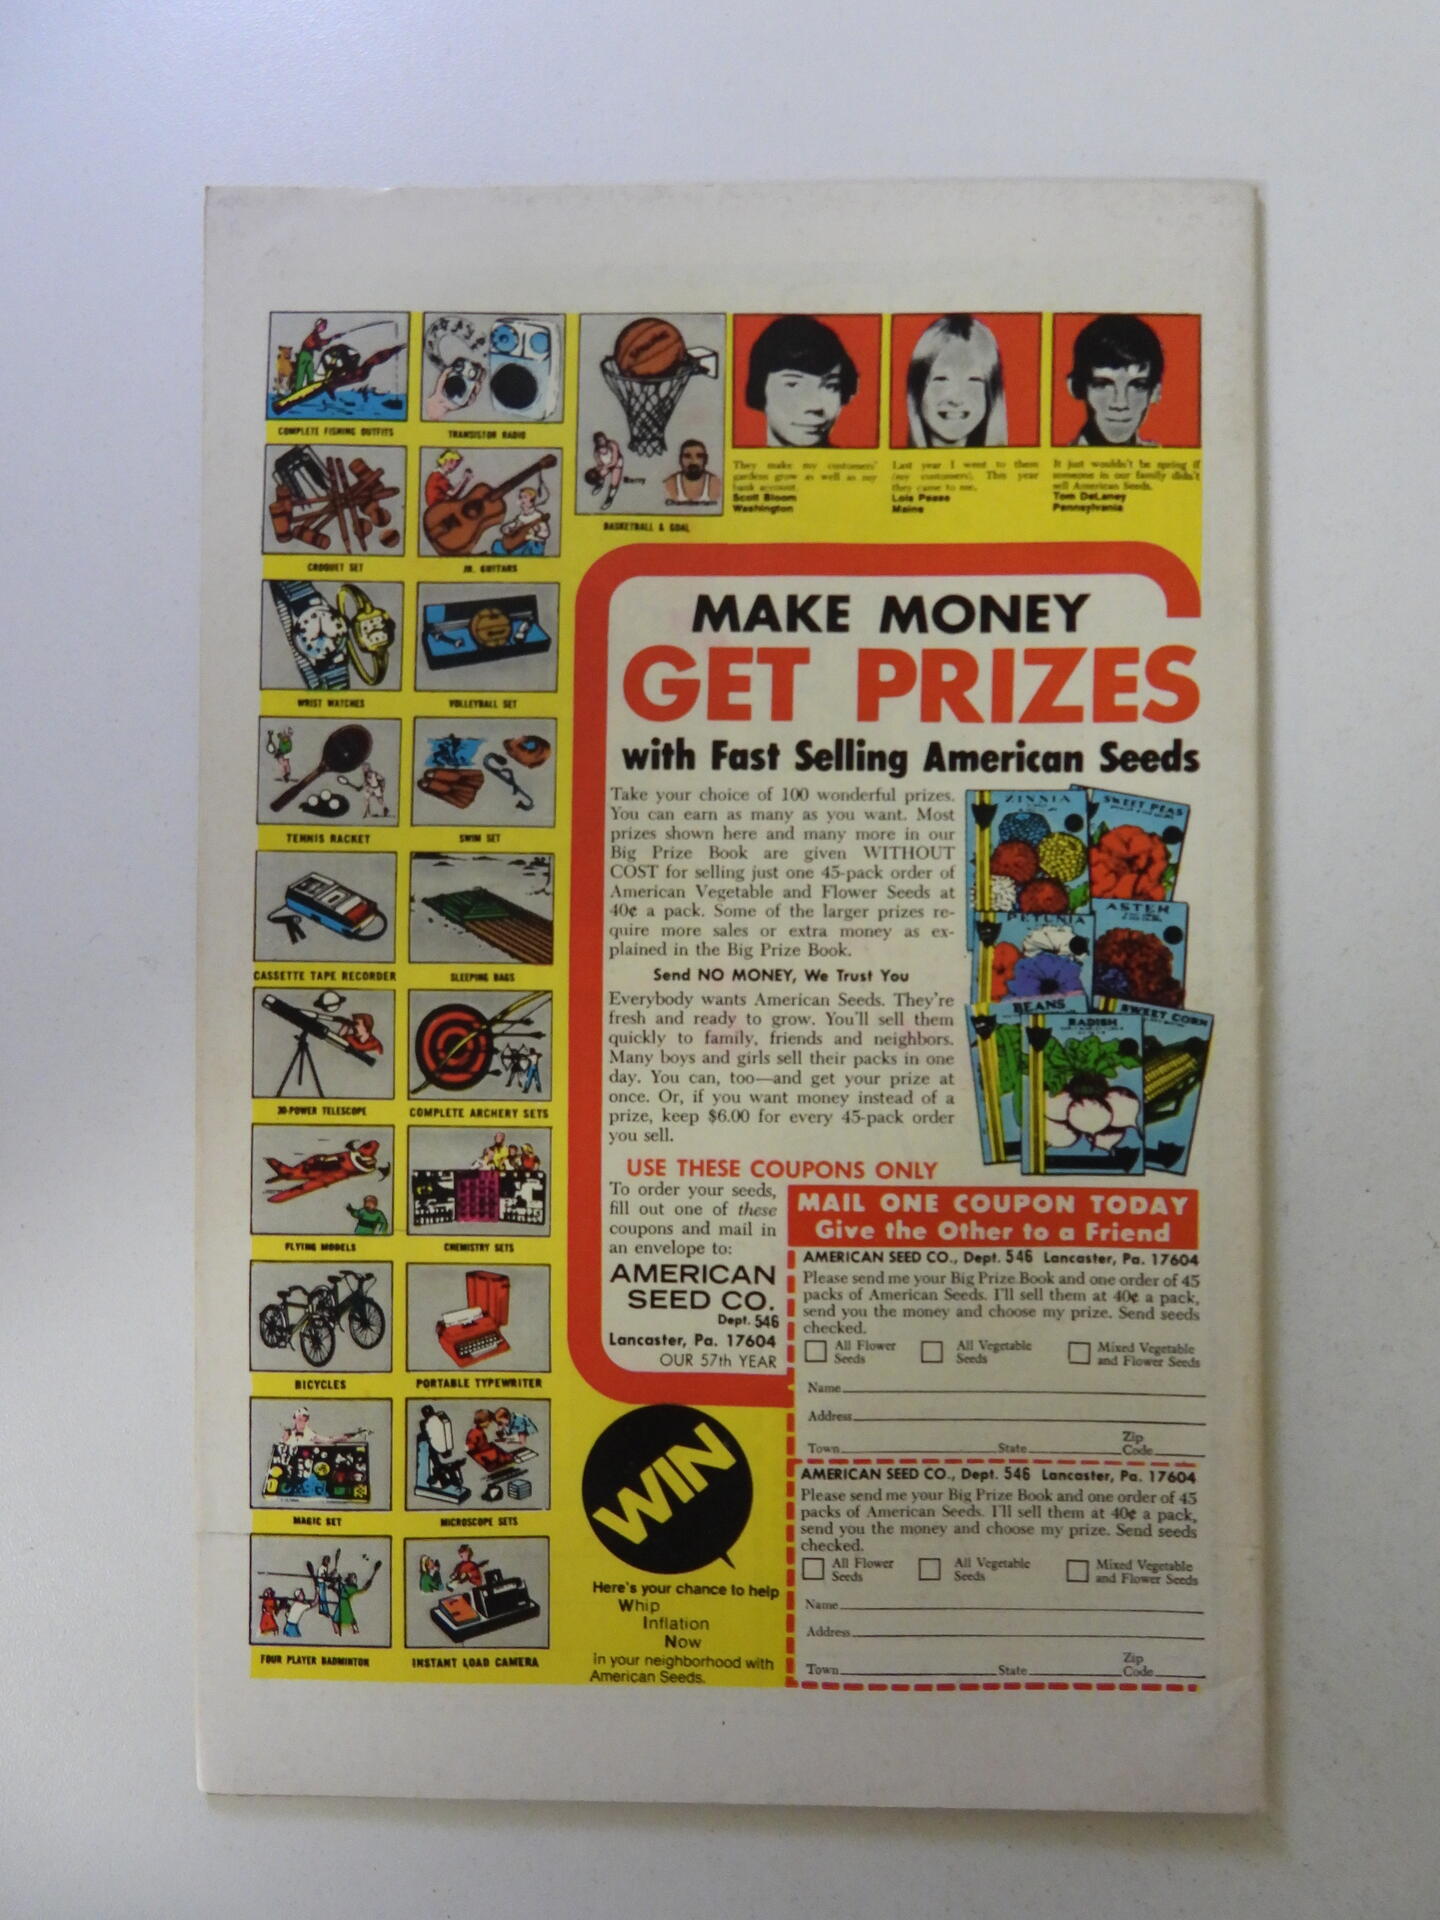 COMPLETE FISHING OUTFITS
TRANSISTOR RADIO
CROQUET SET
JR. GUITARS
WRIST WATCHES
VOLLEYBALL SET
TENNIS RACKET
SWIM SET
CASSETTE TAPE RECORDER
SLEEPING BAGS
30-POWER TELESCOPE
COMPLETE ARCHERY SETS
FLYING MODELS
CHEMISTRY SETS
BICYCLES
PORTABLE TYPEWRITER
MAGIC SET
MICROSCOPE SETS
FOUR PLAYER BADMINTON
INSTANT LOAD CAMERA
Barry
Chamberlain
BASKETBALL & GOAL
They make my customers'
gardens grow as well as my
bank account.
Scott Bloom
Washington
Last year I went to them
(my customers). This year
they came to me.
Lois Pease
Maine
It just wouldn't be spring if
someone in our family didn't
sell American Seeds.
Tom DeLaney
Pennsylvania
MAKE MONEY
GET PRIZES
with Fast Selling American Seeds
Take your choice of 100 wonderful prizes.
You can earn as many as you want. Most
prizes shown here and many more in our
Big Prize Book are given WITHOUT
COST for selling just one 45-pack order of
American Vegetable and Flower Seeds at
40¢ a pack. Some of the larger prizes re-
quire more sales or extra money as ex-
plained in the Big Prize Book.
Send NO MONEY, We Trust You
Everybody wants American Seeds. They're
fresh and ready to grow. You'll sell them
quickly to family, friends and neighbors.
Many boys and girls sell their packs in one
day. You can, too—and get your prize at
once. Or, if you want money instead of a
prize, keep $6.00 for every 45-pack order
you sell.
ZINNIA
SWEET PEAS
PETUNIA
ASTER
BEANS
RADISH
SWEET CORN
USE THESE COUPONS ONLY
To order your seeds,
fill out one of these
coupons and mail in
an envelope to:
AMERICAN
SEED CO.
Dept. 546
Lancaster, Pa. 17604
OUR 57th YEAR
MAIL ONE COUPON TODAY
Give the Other to a Friend
AMERICAN SEED CO., Dept. 546 Lancaster, Pa. 17604
Please send me your Big Prize Book and one order of 45
packs of American Seeds. I'll sell them at 40¢ a pack,
send you the money and choose my prize. Send seeds
checked.
All Flower Seeds All Vegetable Seeds Mixed Vegetable and Flower Seeds
Name
Address
Town State Zip Code
AMERICAN SEED CO., Dept. 546 Lancaster, Pa. 17604
Please send me your Big Prize Book and one order of 45
packs of American Seeds. I'll sell them at 40¢ a pack,
send you the money and choose my prize. Send seeds
checked.
All Flower Seeds All Vegetable Seeds Mixed Vegetable and Flower Seeds
Name
Address
Town State Zip Code
WIN
Here's your chance to help
Whip
Inflation
Now
in your neighborhood with
American Seeds.